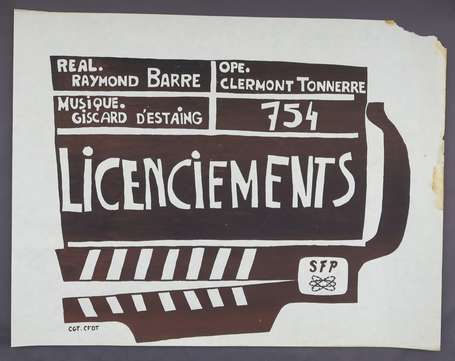 REAL.
RAYMOND BARRE
OPE.
CLERMONT TONNERRE
MUSIQUE.
GISCARD D'ESTAING
754
LICENCIEMENTS
SFP
CGT. CFDT